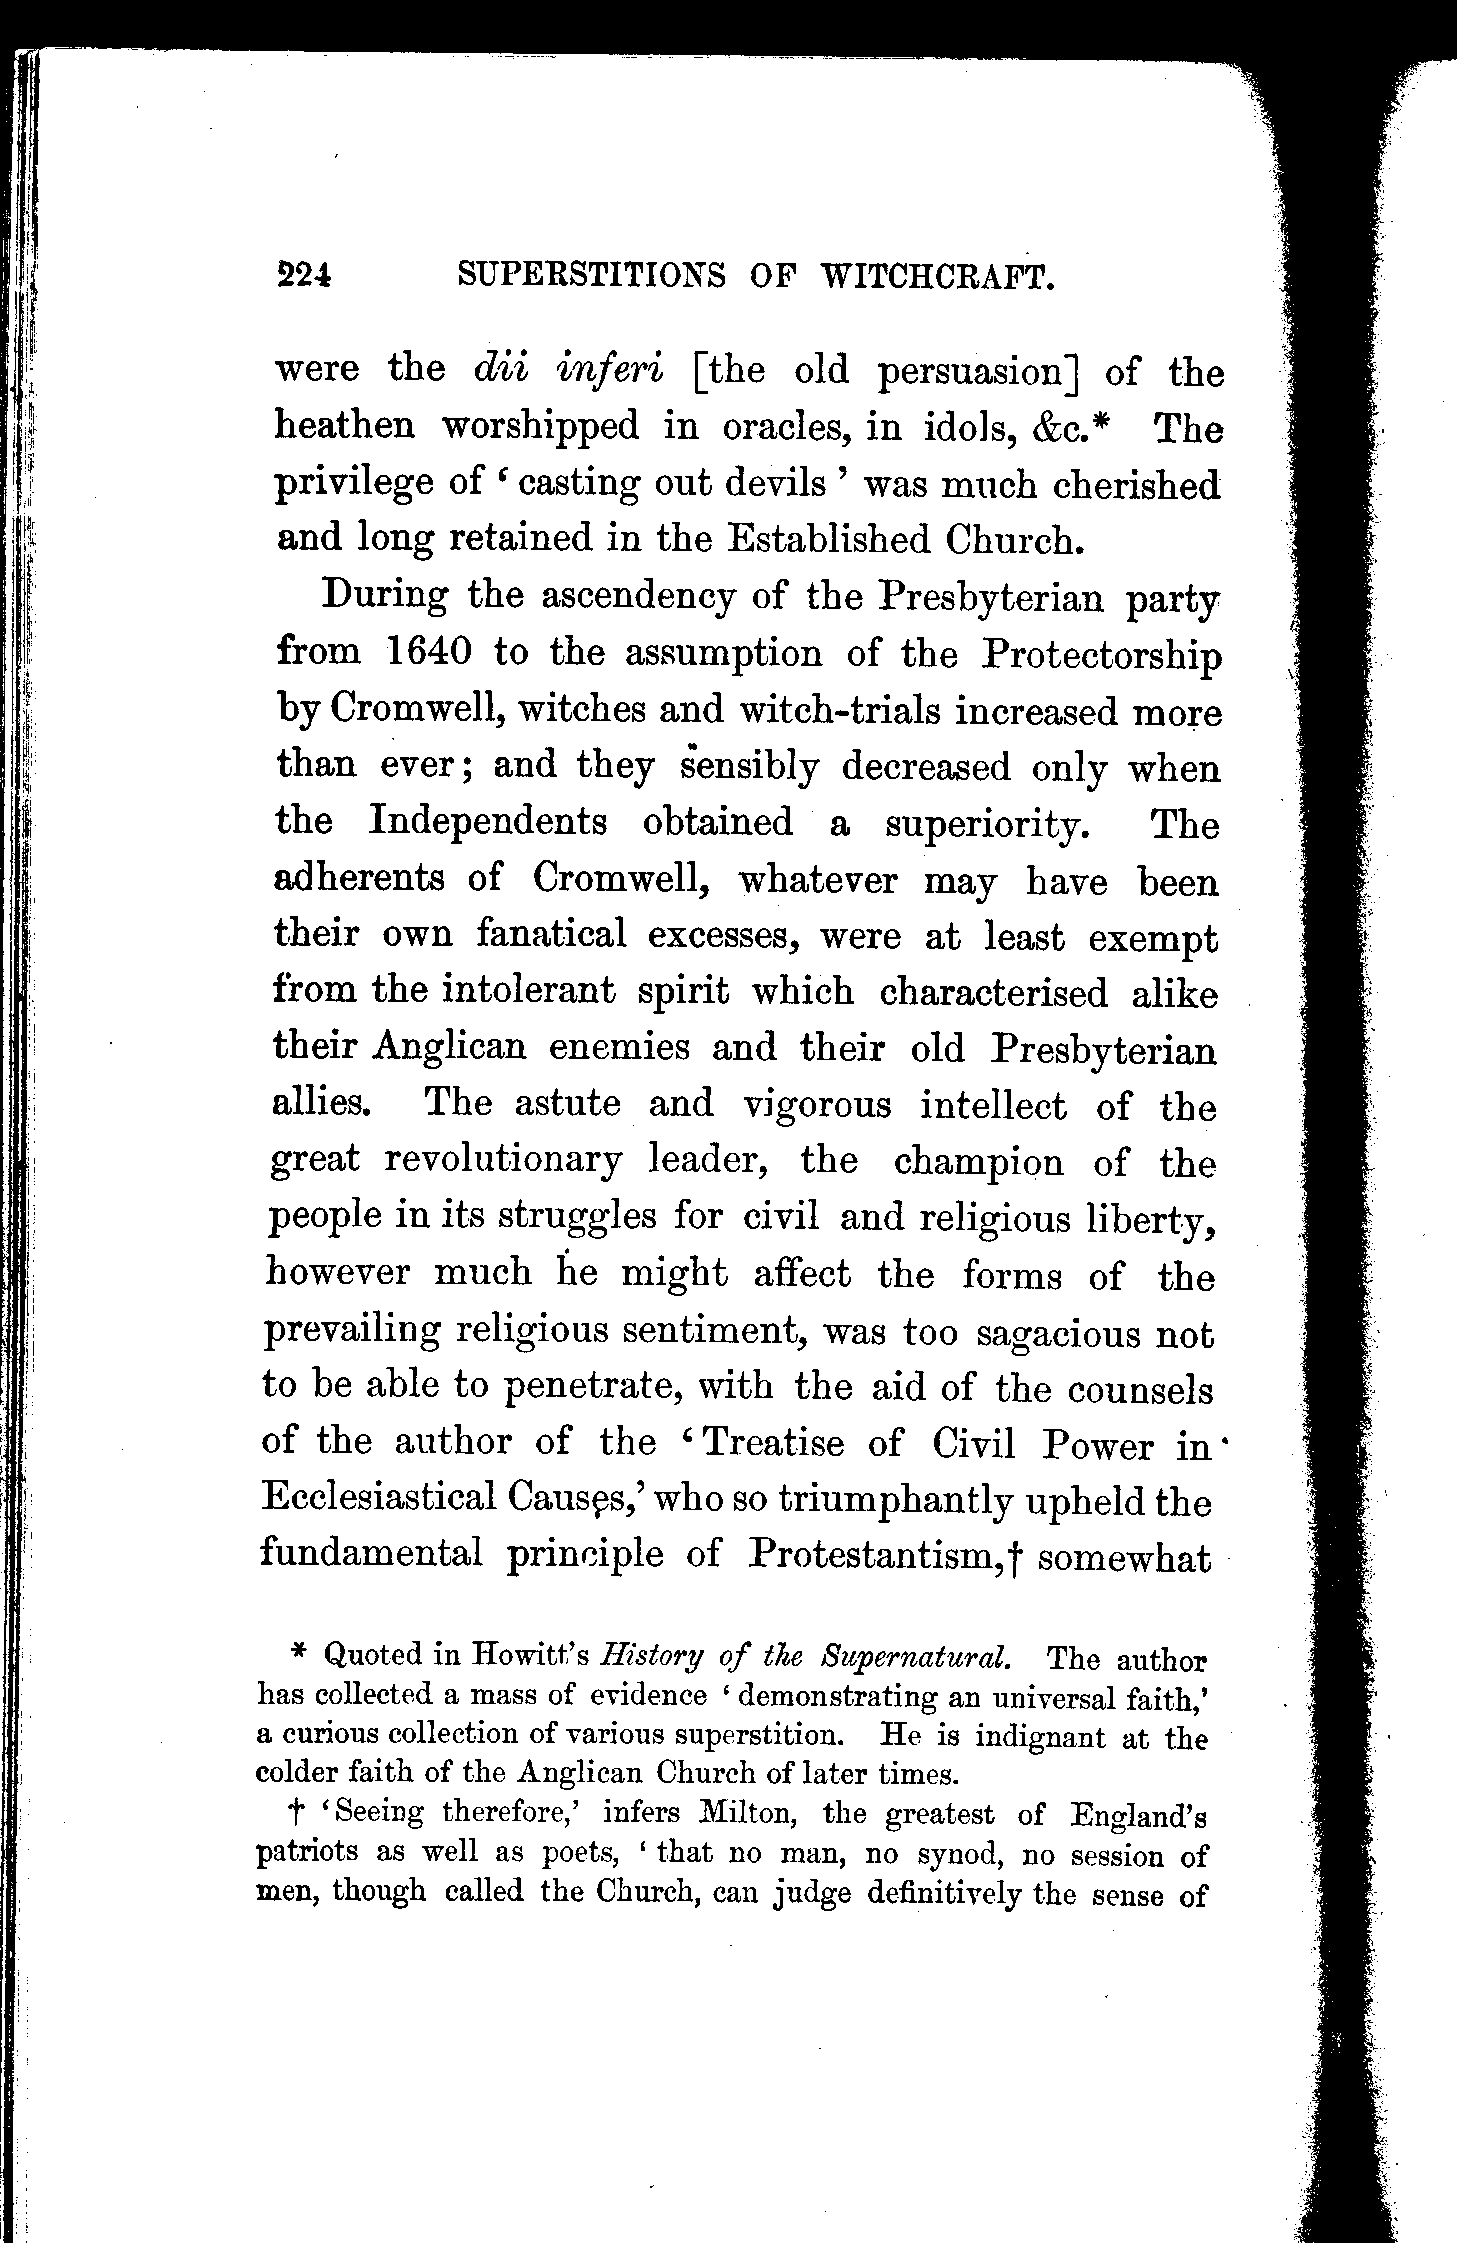 224 SUPERSTITIONS OF WITCHCRAFT.
were the dii inferi [the old persuasion] of the
heathen worshipped in oracles, in idols, &c.* The
privilege of ‘ casting out devils ’ was much cherished
and long retained in the Established Church.
During the ascendency of the Presbyterian party
from 1640 to the assumption of the Protectorship
by Cromwell, witches and witch-trials increased more
than ever; and they sensibly decreased only when
the Independents obtained a superiority. The
adherents of Cromwell, whatever may have been
their own fanatical excesses, were at least exempt
from the intolerant spirit which characterised alike
their Anglican enemies and their old Presbyterian
allies. The astute and vigorous intellect of the
great revolutionary leader, the champion of the
people in its struggles for civil and religious liberty,
however much he might affect the forms of the
prevailing religious sentiment, was too sagacious not
to be able to penetrate, with the aid of the counsels
of the author of the ‘Treatise of Civil Power in
Ecclesiastical Causes,’ who so triumphantly upheld the
fundamental principle of Protestantism,† somewhat
* Quoted in Howitt’s History of the Supernatural. The author
has collected a mass of evidence ‘ demonstrating an universal faith,’
a curious collection of various superstition. He is indignant at the
colder faith of the Anglican Church of later times.
† ‘Seeing therefore,’ infers Milton, the greatest of England’s
patriots as well as poets, ‘ that no man, no synod, no session of
men, though called the Church, can judge definitively the sense of